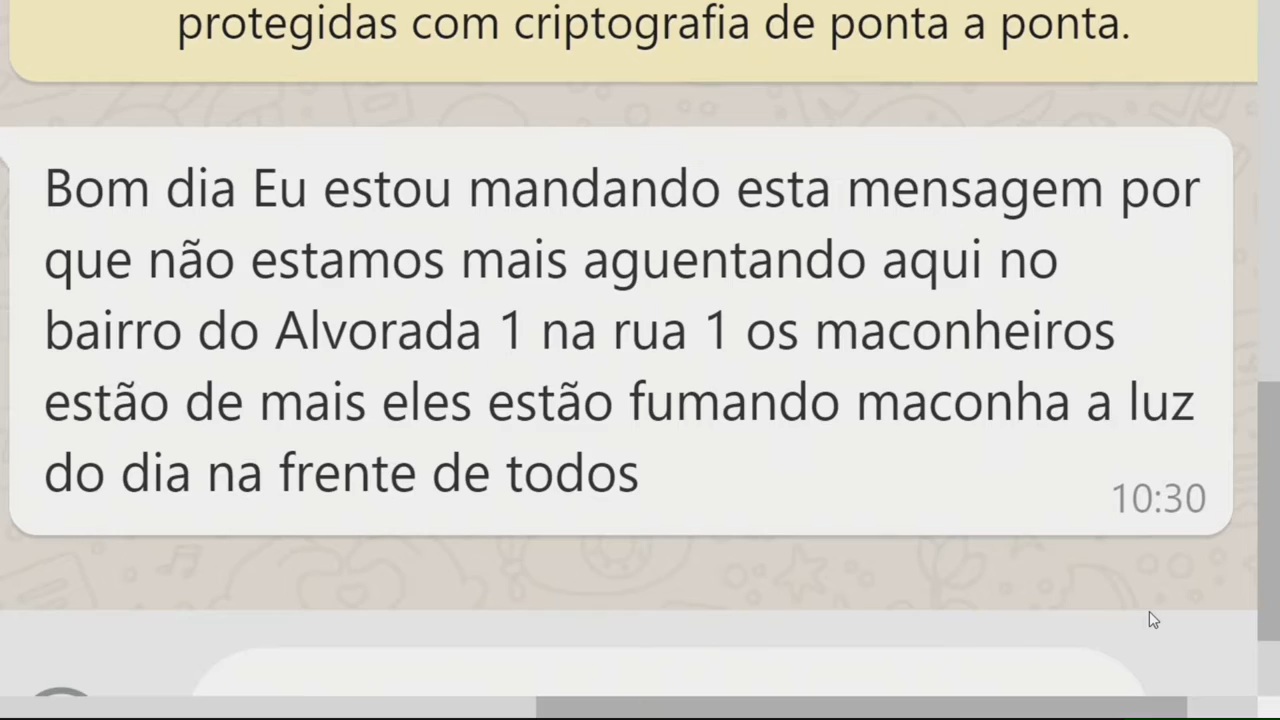 protegidas com criptografia de ponta a ponta.
Bom dia Eu estou mandando esta mensagem por
que não estamos mais aguentando aqui no
bairro do Alvorada 1 na rua 1 os maconheiros
estão de mais eles estão fumando maconha a luz
do dia na frente de todos
10:30